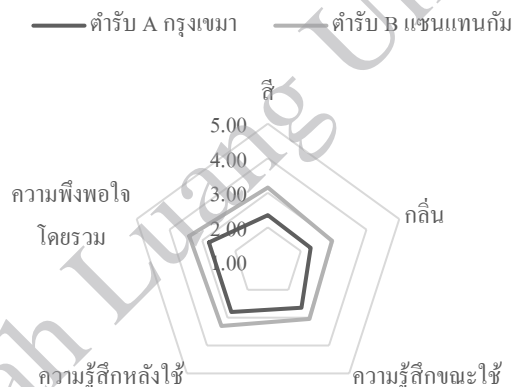 ตำรับ A กรุงเขมา ตำรับ B แซนแทนกัม
สี
5.00
4.00
3.00
2.00
1.00
กลิ่น
ความรู้สึกขณะใช้
ความรู้สึกหลังใช้
ความพึงพอใจ
โดยรวม